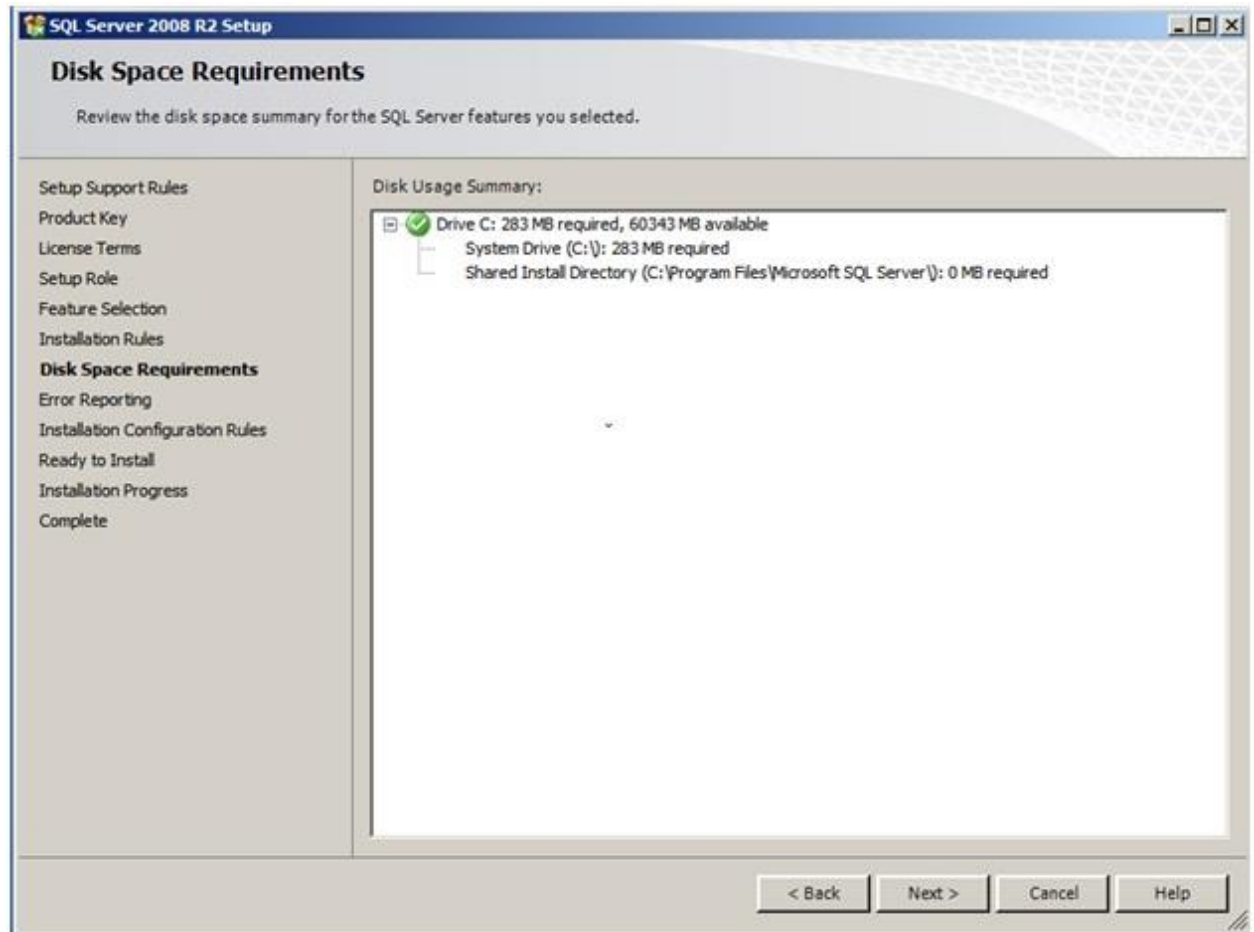 SQL Server 2008 R2 Setup
Disk Space Requirements
Review the disk space summary for the SQL Server features you selected.
Setup Support Rules
Product Key
License Terms
Setup Role
Feature Selection
Installation Rules
Disk Space Requirements
Error Reporting
Installation Configuration Rules
Ready to Install
Installation Progress
Complete
Disk Usage Summary:
Drive C: 283 MB required, 60343 MB available
System Drive (C:\): 283 MB required
Shared Install Directory (C:\Program Files\Microsoft SQL Server\): 0 MB required
< Back
Next >
Cancel
Help